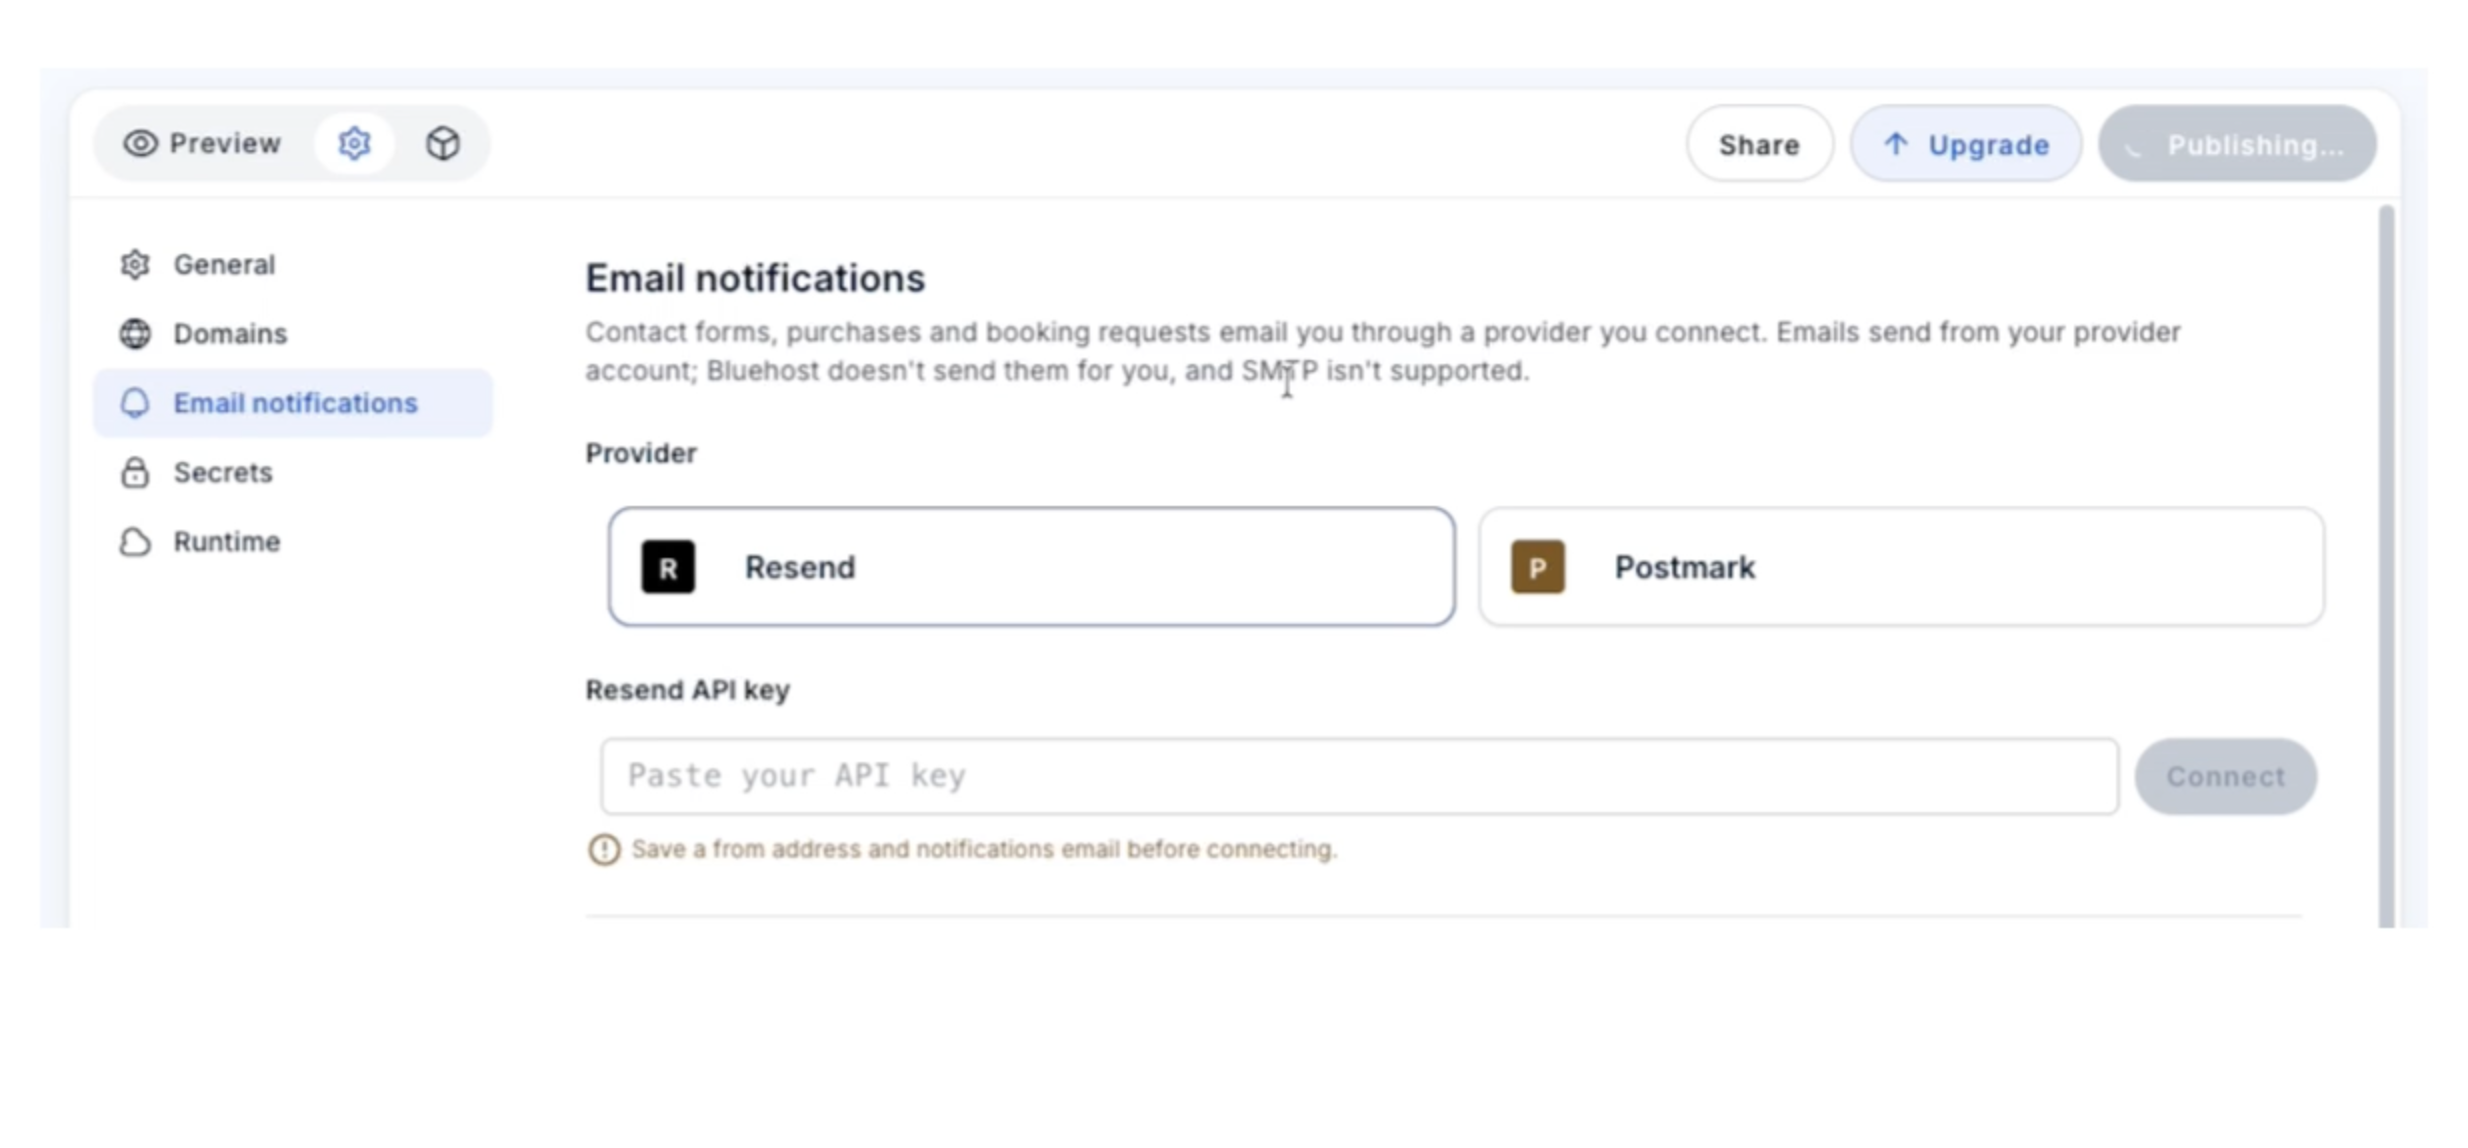 Preview
Share
Upgrade
Publishing...
General
Domains
Email notifications
Secrets
Runtime
Email notifications
Contact forms, purchases and booking requests email you through a provider you connect. Emails send from your provider
account; Bluehost doesn't send them for you, and SMTP isn't supported.
Provider
R Resend
P Postmark
Resend API key
Paste your API key
Connect
Save a from address and notifications email before connecting.